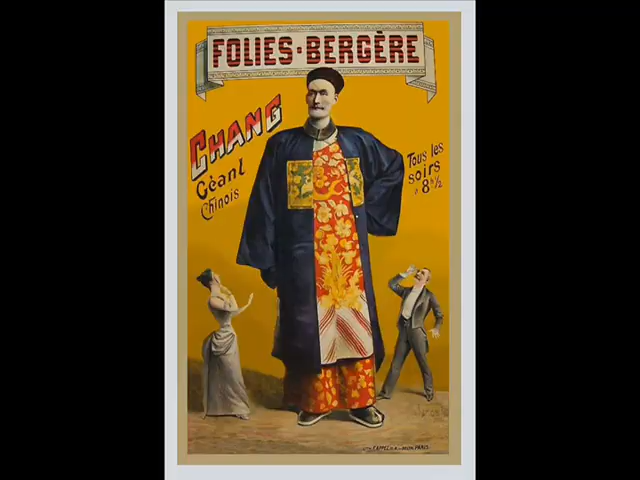 FOLIES-BERGÈRE
CHANG
Géant
Chinois
Tous les
soirs
à 8h½